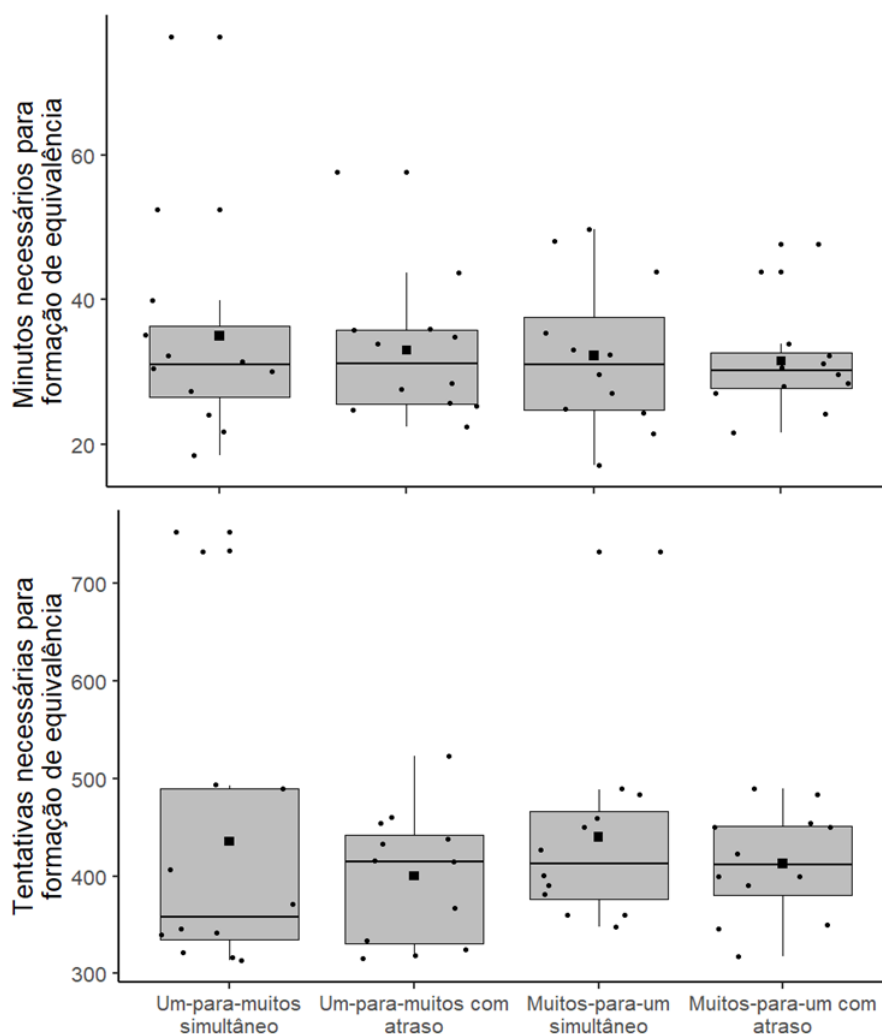 Minutos necessários para
formação de equivalência
60
40
20
Tentativas necessárias para
formação de equivalência
700
600
500
400
300
Um-para-muitos
simultâneo
Um-para-muitos com
atraso
Muitos-para-um
simultâneo
Muitos-para-um com
atraso